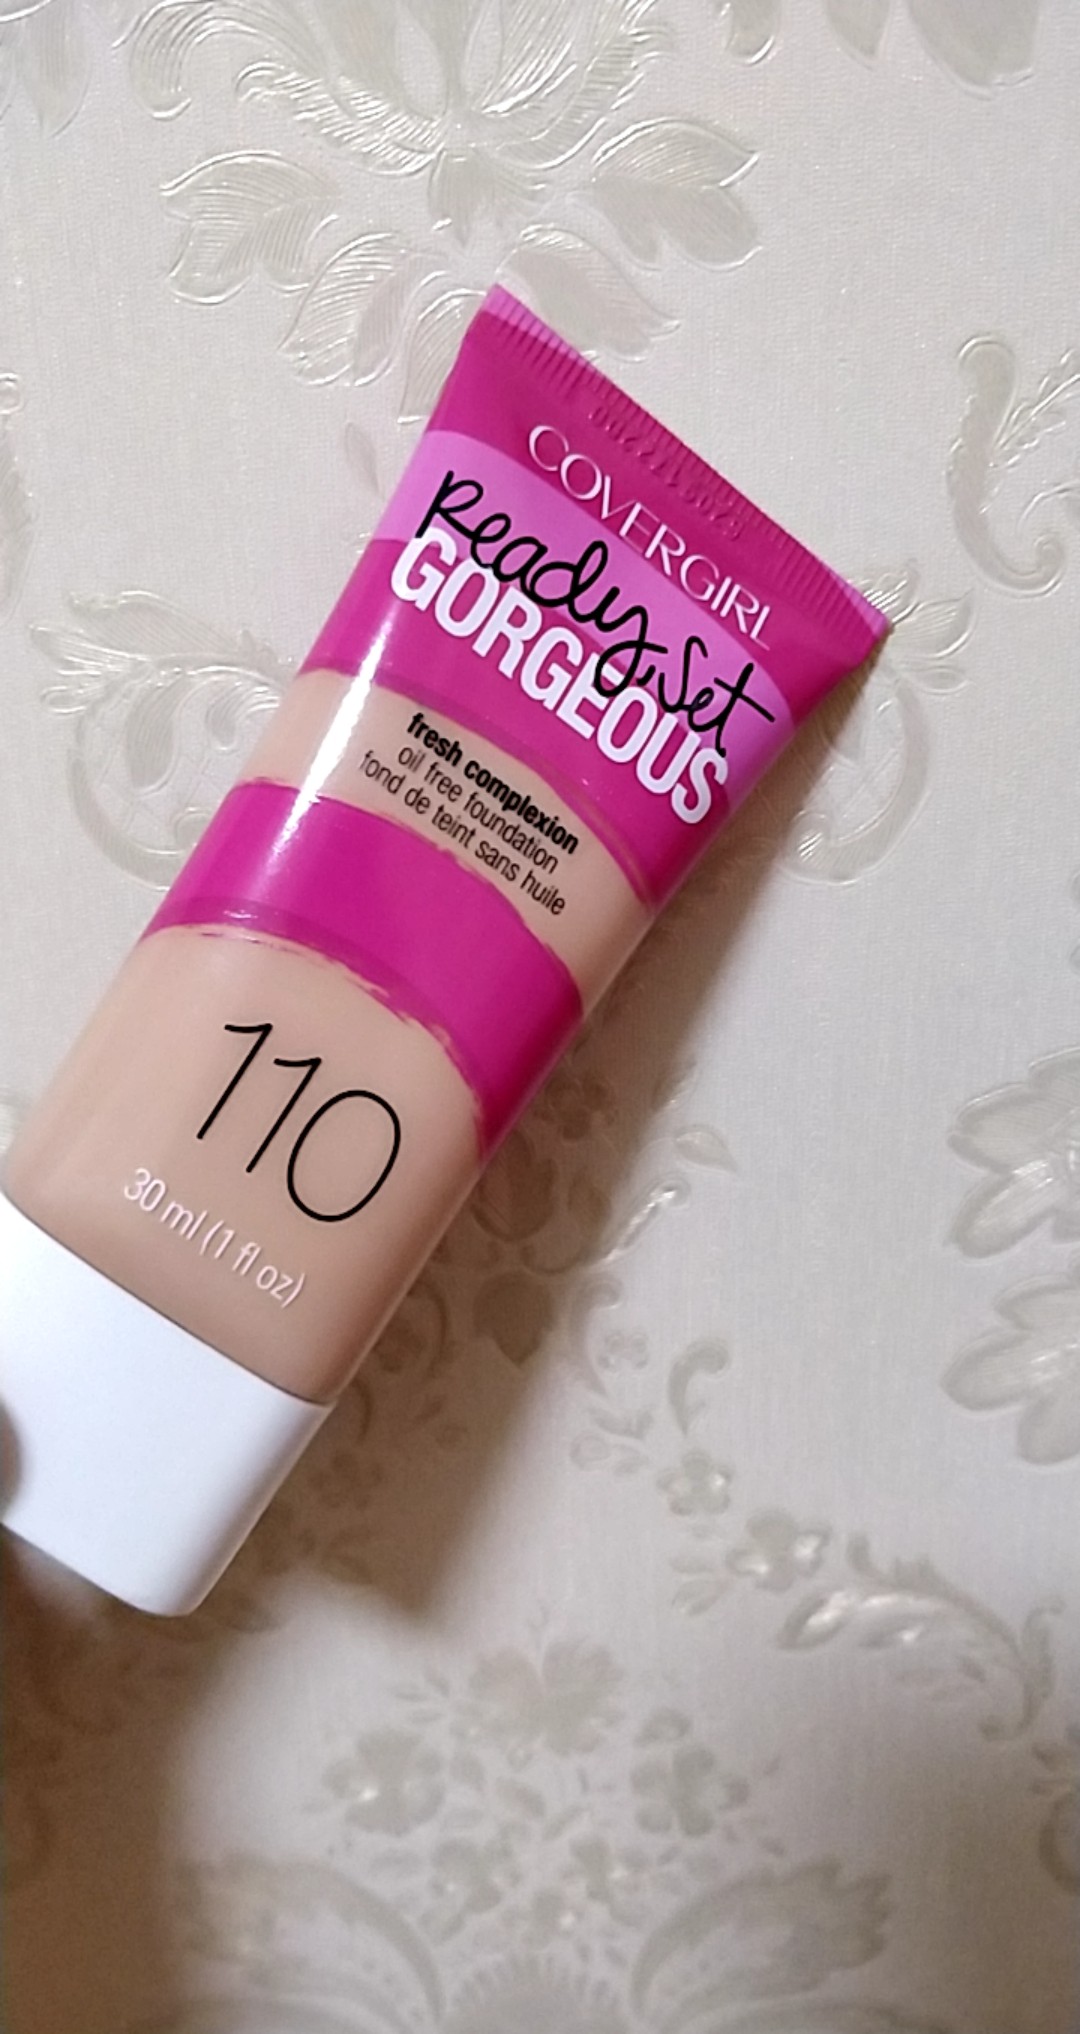 COVERGIRL
Ready, Set
GORGEOUS
fresh complexion
oil free foundation
fond de teint sans huile
110
30 ml (1 fl oz)